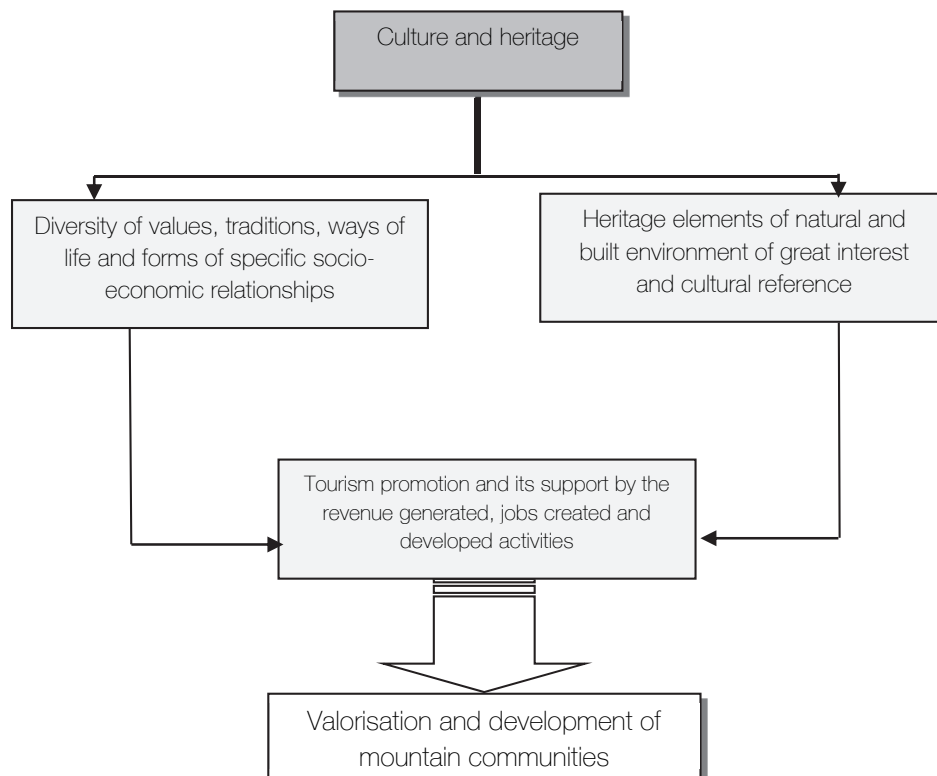 Culture and heritage
Diversity of values, traditions, ways of
life and forms of specific socio-
economic relationships
Heritage elements of natural and
built environment of great interest
and cultural reference
Tourism promotion and its support by the
revenue generated, jobs created and
developed activities
Valorisation and development of
mountain communities